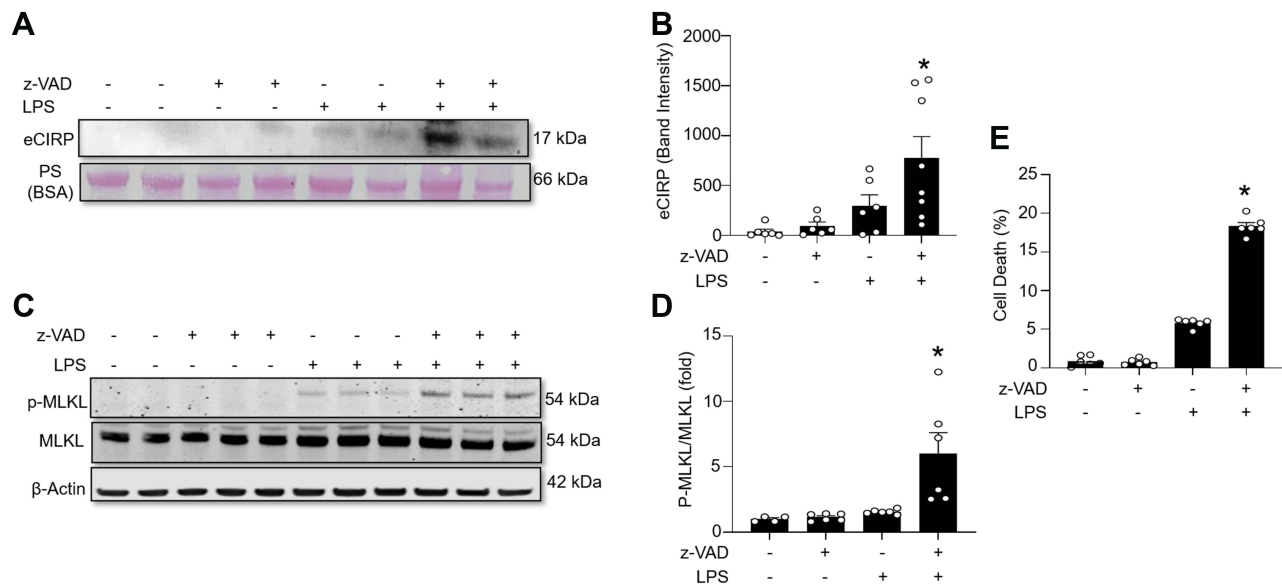 A
z-VAD - - + + - - + +
LPS - - - - + + + +
eCIRP 17 kDa
PS
(BSA) 66 kDa
B
eCIRP (Band Intensity)
2000
1500
1000
500
0
*
z-VAD - + - +
LPS - - + +
C
z-VAD - - + + + - - - + + +
LPS - - - - - + + + + + +
p-MLKL 54 kDa
MLKL 54 kDa
β-Actin 42 kDa
D
P-MLKL/MLKL (fold)
15
10
5
0
*
z-VAD - + - +
LPS - - + +
E
Cell Death (%)
25
20
15
10
5
0
*
z-VAD - + - +
LPS - - + +